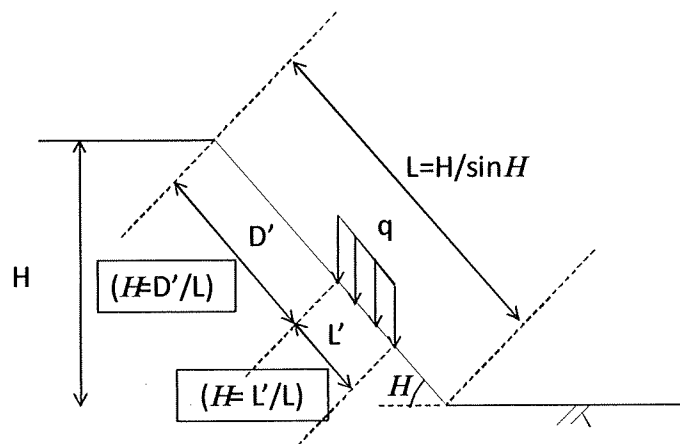 L=H/sinH
D'
q
H
(H=D'/L)
L'
(H= L'/L)
H